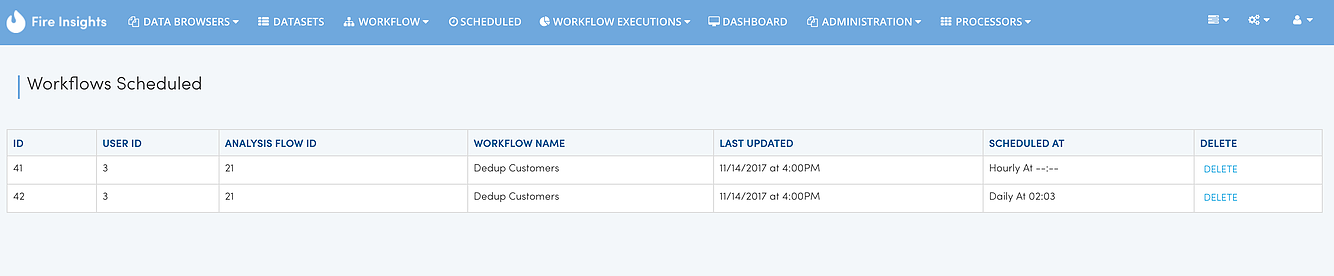 Fire Insights DATA BROWSERS DATASETS WORKFLOW SCHEDULED WORKFLOW EXECUTIONS DASHBOARD ADMINISTRATION PROCESSORS
Workflows Scheduled
ID USER ID ANALYSIS FLOW ID WORKFLOW NAME LAST UPDATED SCHEDULED AT DELETE
41 3 21 Dedup Customers 11/14/2017 at 4:00PM Hourly At --:-- DELETE
42 3 21 Dedup Customers 11/14/2017 at 4:00PM Daily At 02:03 DELETE